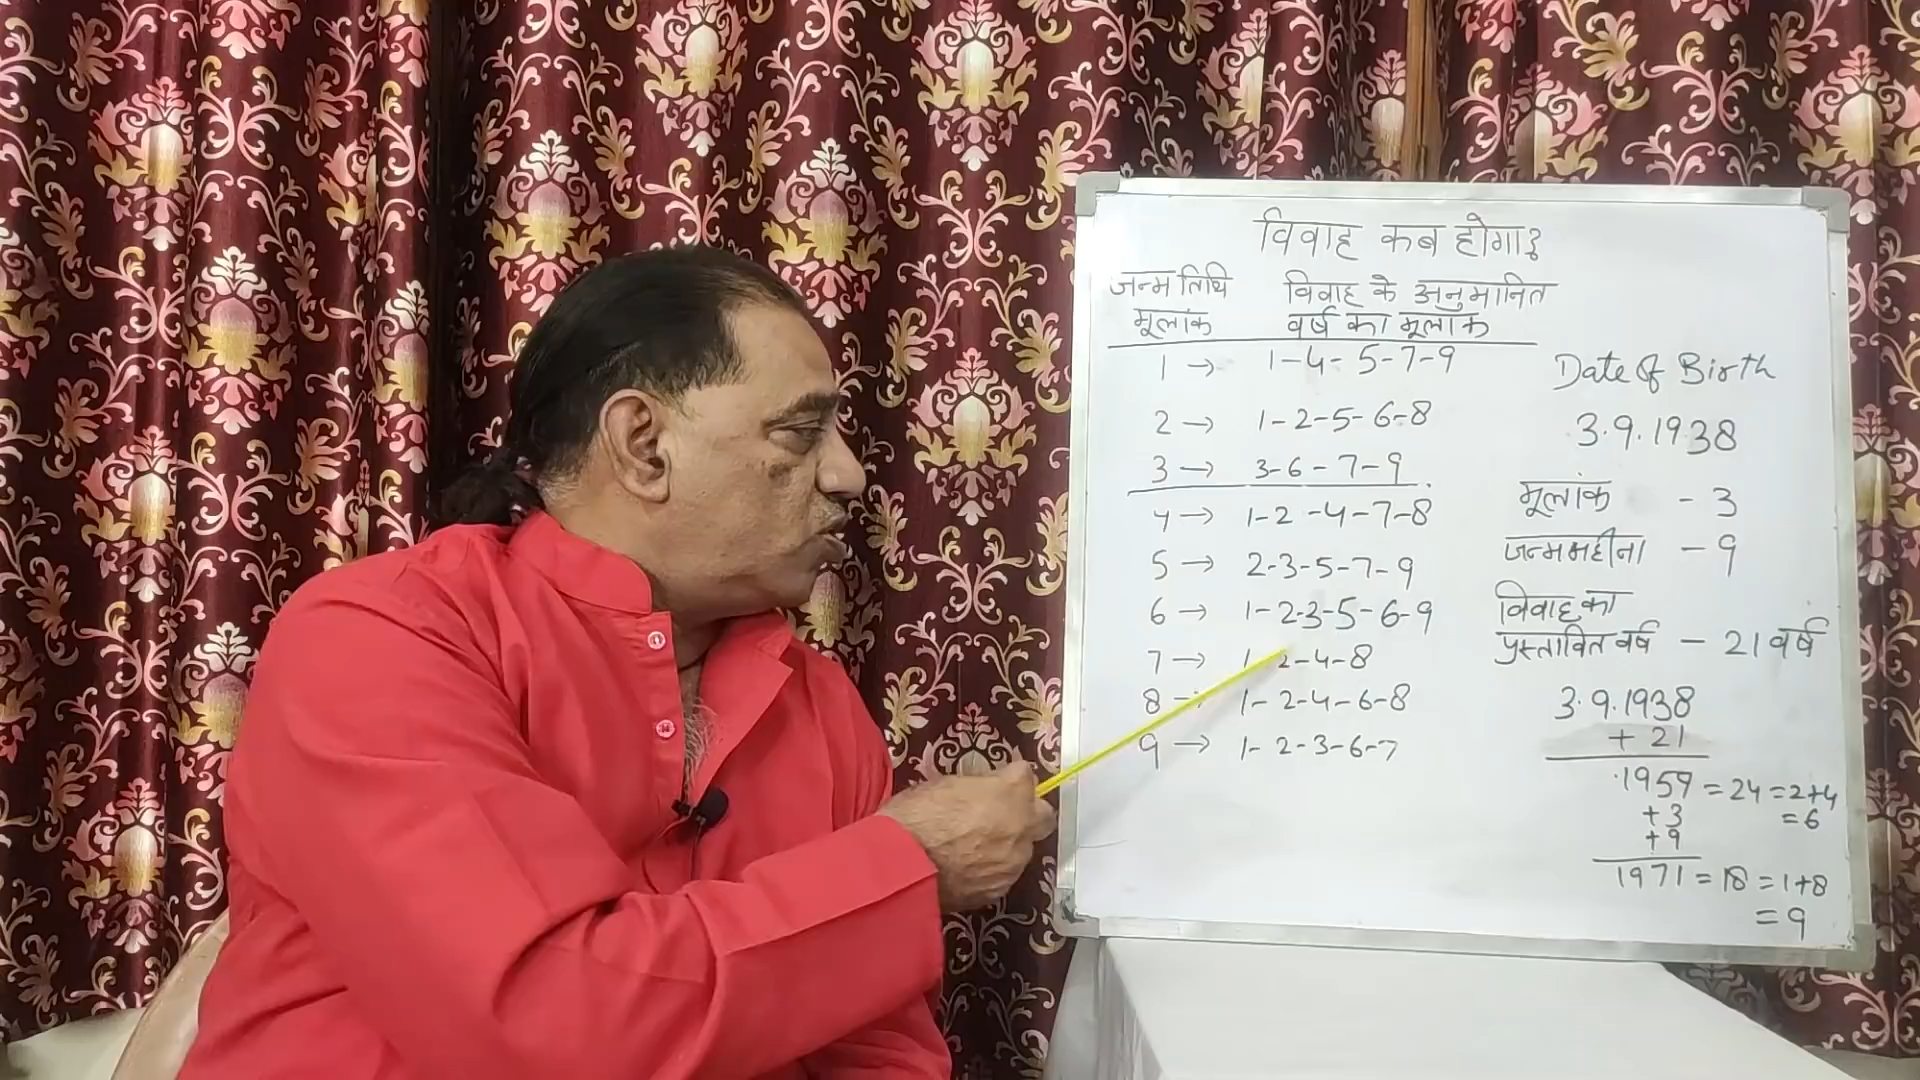 विवाह कब होगा?
जन्म तिथि विवाह के अनुमानित
मूलांक वर्ष का मूलांक
1 → 1-4-5-7-9
2 → 1-2-5-6-8
3 → 3-6-7-9
4 → 1-2-4-7-8
5 → 2-3-5-7-9
6 → 1-2-3-5-6-9
7 → 1-2-4-8
8 → 1-2-4-6-8
9 → 1-2-3-6-7
Date of Birth
3.9.1938
मूलांक - 3
जन्म महीना - 9
विवाह का
प्रस्तावित वर्ष - 21 वर्ष
3.9.1938
+ 21
1959 = 24 = 2+4
+3 = 6
+9
1971 = 18 = 1+8
= 9